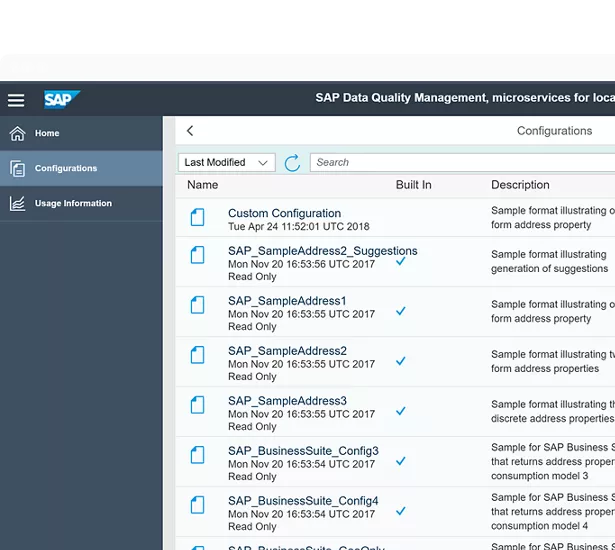 SAP
SAP Data Quality Management, microservices for loca
Home
Configurations
Usage Information
Configurations
Last Modified
Search
Name
Built In
Description
Custom Configuration
Tue Apr 24 11:52:01 UTC 2018
Sample format illustrating o
form address property
SAP_SampleAddress2_Suggestions
Mon Nov 20 16:53:56 UTC 2017
Read Only
Sample format illustrating
generation of suggestions
SAP_SampleAddress1
Mon Nov 20 16:53:55 UTC 2017
Read Only
Sample format illustrating o
form address property
SAP_SampleAddress2
Mon Nov 20 16:53:55 UTC 2017
Read Only
Sample format illustrating tw
form address properties
SAP_SampleAddress3
Mon Nov 20 16:53:55 UTC 2017
Read Only
Sample format illustrating th
discrete address properties
SAP_BusinessSuite_Config3
Mon Nov 20 16:53:54 UTC 2017
Read Only
Sample for SAP Business S
that returns address proper
consumption model 3
SAP_BusinessSuite_Config4
Mon Nov 20 16:53:54 UTC 2017
Read Only
Sample for SAP Business S
that returns address proper
consumption model 4
SAP_BusinessSuite_GeoOnly
Sample for SAP Business S